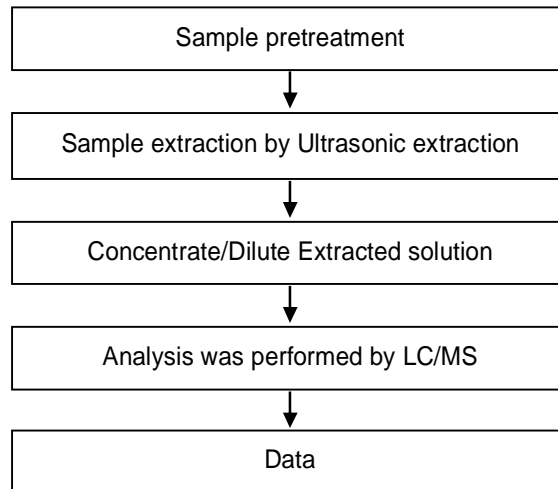 Sample pretreatment
Sample extraction by Ultrasonic extraction
Concentrate/Dilute Extracted solution
Analysis was performed by LC/MS
Data